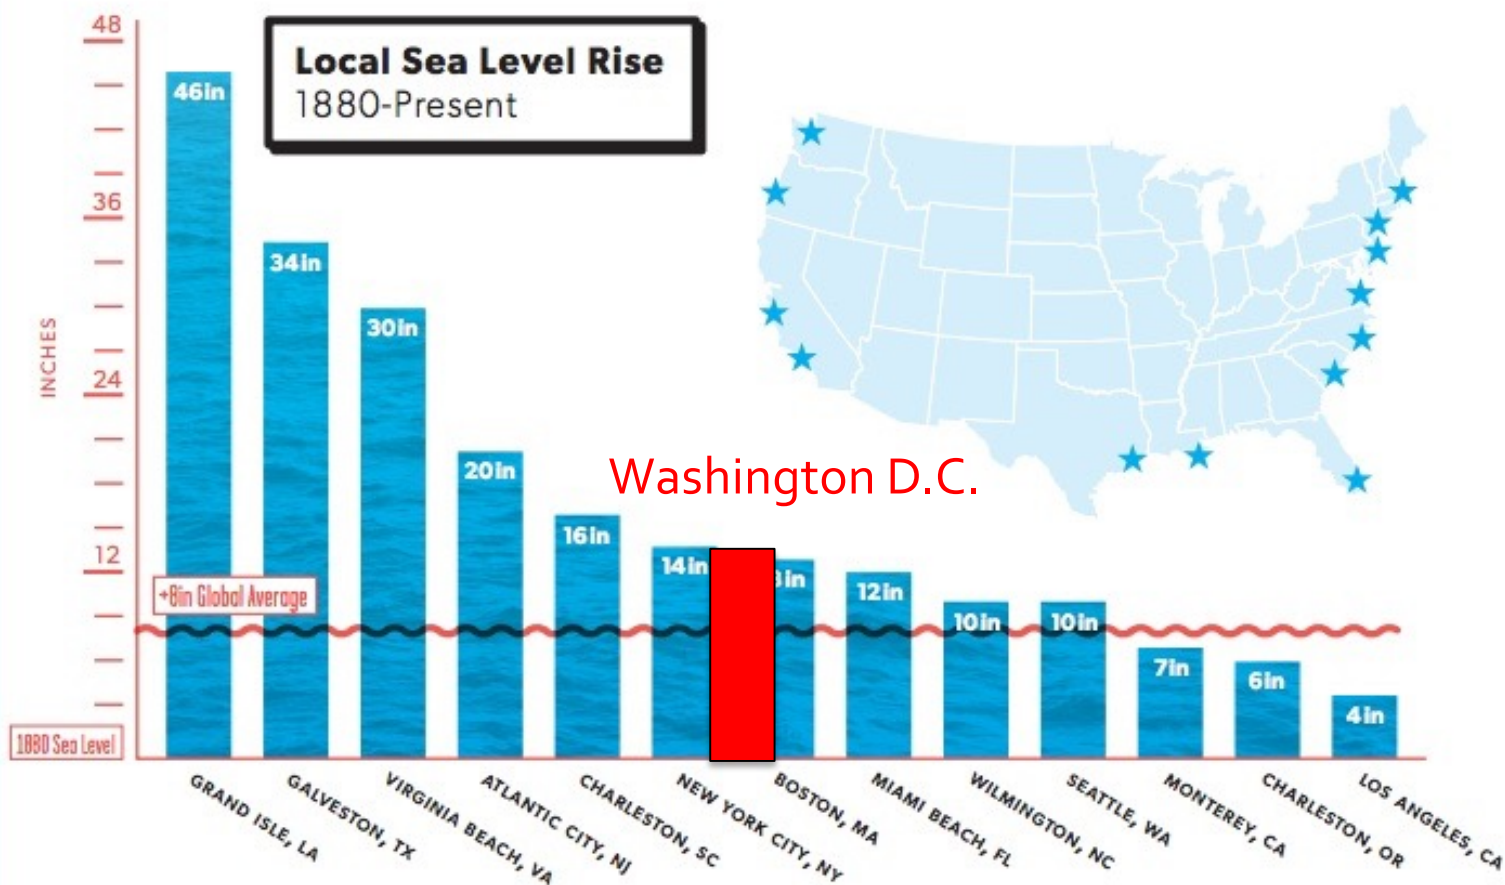 48
36
24
12
INCHES
Local Sea Level Rise
1880-Present
46in
34in
30in
20in
16in
14in
in
12in
10in
10in
7in
6in
4in
Washington D.C.
+8in Global Average
1880 Sea Level
GRAND ISLE, LA
GALVESTON, TX
VIRGINIA BEACH, VA
ATLANTIC CITY, NJ
CHARLESTON, SC
NEW YORK CITY, NY
BOSTON, MA
MIAMI BEACH, FL
WILMINGTON, NC
SEATTLE, WA
MONTEREY, CA
CHARLESTON, OR
LOS ANGELES, CA